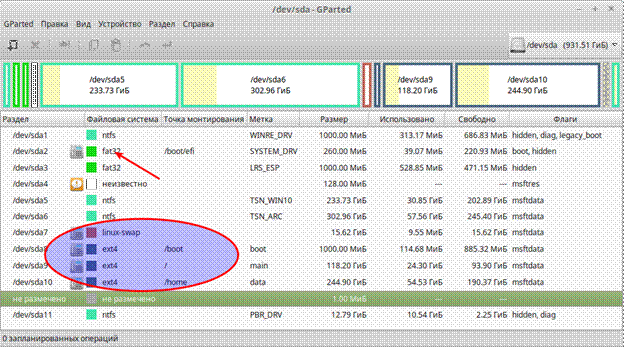 /dev/sda - GParted
GParted Правка Вид Устройство Раздел Справка
/dev/sda (931.51 ГиБ)
/dev/sda5 /dev/sda6 /dev/sda9 /dev/sda10
233.73 ГиБ 302.96 ГиБ 118.20 ГиБ 244.90 ГиБ
Раздел Файловая система Точка монтирования Метка Размер Использовано Свободно Флаги
/dev/sda1 ntfs WINRE_DRV 1000.00 МиБ 313.17 МиБ 686.83 МиБ hidden, diag, legacy_boot
/dev/sda2 fat32 /boot/efi SYSTEM_DRV 260.00 МиБ 39.07 МиБ 220.93 МиБ boot, hidden
/dev/sda3 fat32 LRS_ESP 1000.00 МиБ 528.85 МиБ 471.15 МиБ hidden
/dev/sda4 неизвестно 128.00 МиБ --- --- msftres
/dev/sda5 ntfs TSN_WIN10 233.73 ГиБ 30.85 ГиБ 202.89 ГиБ msftdata
/dev/sda6 ntfs TSN_ARC 302.96 ГиБ 57.56 ГиБ 245.40 ГиБ msftdata
/dev/sda7 linux-swap 15.62 ГиБ 9.55 МиБ 15.62 ГиБ msftdata
/dev/sda8 ext4 /boot boot 1000.00 МиБ 114.68 МиБ 885.32 МиБ msftdata
/dev/sda9 ext4 / main 118.20 ГиБ 24.30 ГиБ 93.90 ГиБ msftdata
/dev/sda10 ext4 /home data 244.90 ГиБ 54.53 ГиБ 190.37 ГиБ msftdata
не размечено не размечено 1.00 МиБ --- ---
/dev/sda11 ntfs PBR_DRV 12.79 ГиБ 10.54 ГиБ 2.25 ГиБ hidden, diag
0 запланированных операций